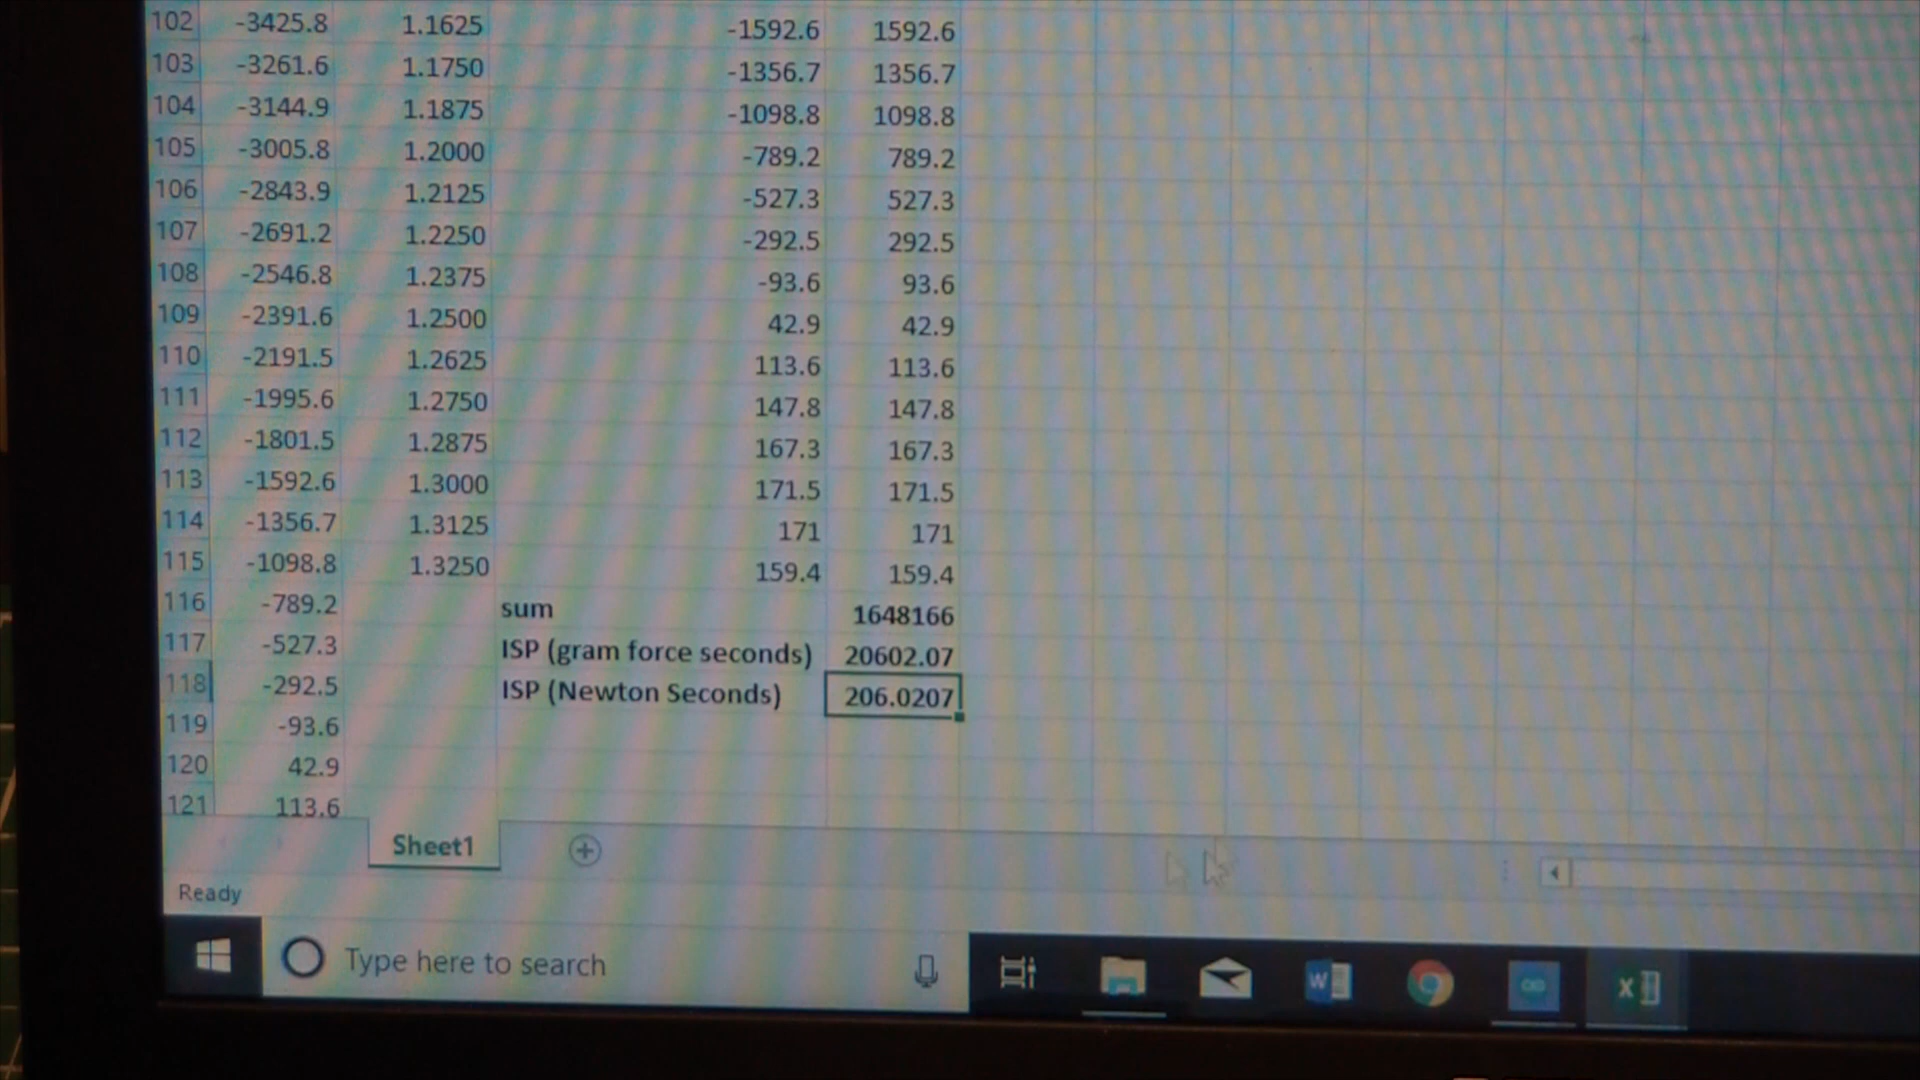 102 -3425.8 1.1625 -1592.6 1592.6
103 -3261.6 1.1750 -1356.7 1356.7
104 -3144.9 1.1875 -1098.8 1098.8
105 -3005.8 1.2000 -789.2 789.2
106 -2843.9 1.2125 -527.3 527.3
107 -2691.2 1.2250 -292.5 292.5
108 -2546.8 1.2375 -93.6 93.6
109 -2391.6 1.2500 42.9 42.9
110 -2191.5 1.2625 113.6 113.6
111 -1995.6 1.2750 147.8 147.8
112 -1801.5 1.2875 167.3 167.3
113 -1592.6 1.3000 171.5 171.5
114 -1356.7 1.3125 171 171
115 -1098.8 1.3250 159.4 159.4
116 -789.2 sum 1648166
117 -527.3 ISP (gram force seconds) 20602.07
118 -292.5 ISP (Newton Seconds) 206.0207
119 -93.6
120 42.9
121 113.6
Sheet1
Ready
Type here to search